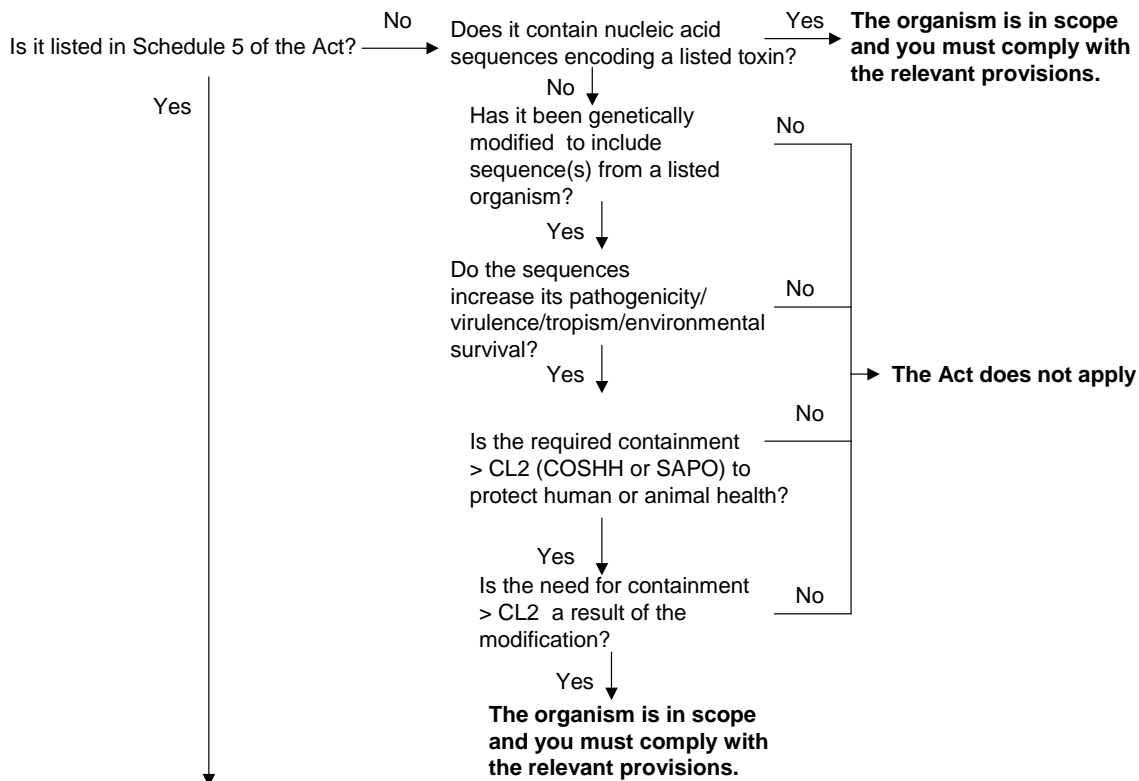 Is it listed in Schedule 5 of the Act?
No
Does it contain nucleic acid
sequences encoding a listed toxin?
Yes
The organism is in scope
and you must comply with
the relevant provisions.
Yes
No
Has it been genetically
modified to include
sequence(s) from a listed
organism?
No
Yes
Do the sequences
increase its pathogenicity/
virulence/tropism/environmental
survival?
No
Yes
The Act does not apply
Is the required containment
> CL2 (COSHH or SAPO) to
protect human or animal health?
No
Yes
Is the need for containment
> CL2 a result of the
modification?
No
Yes
The organism is in scope
and you must comply with
the relevant provisions.